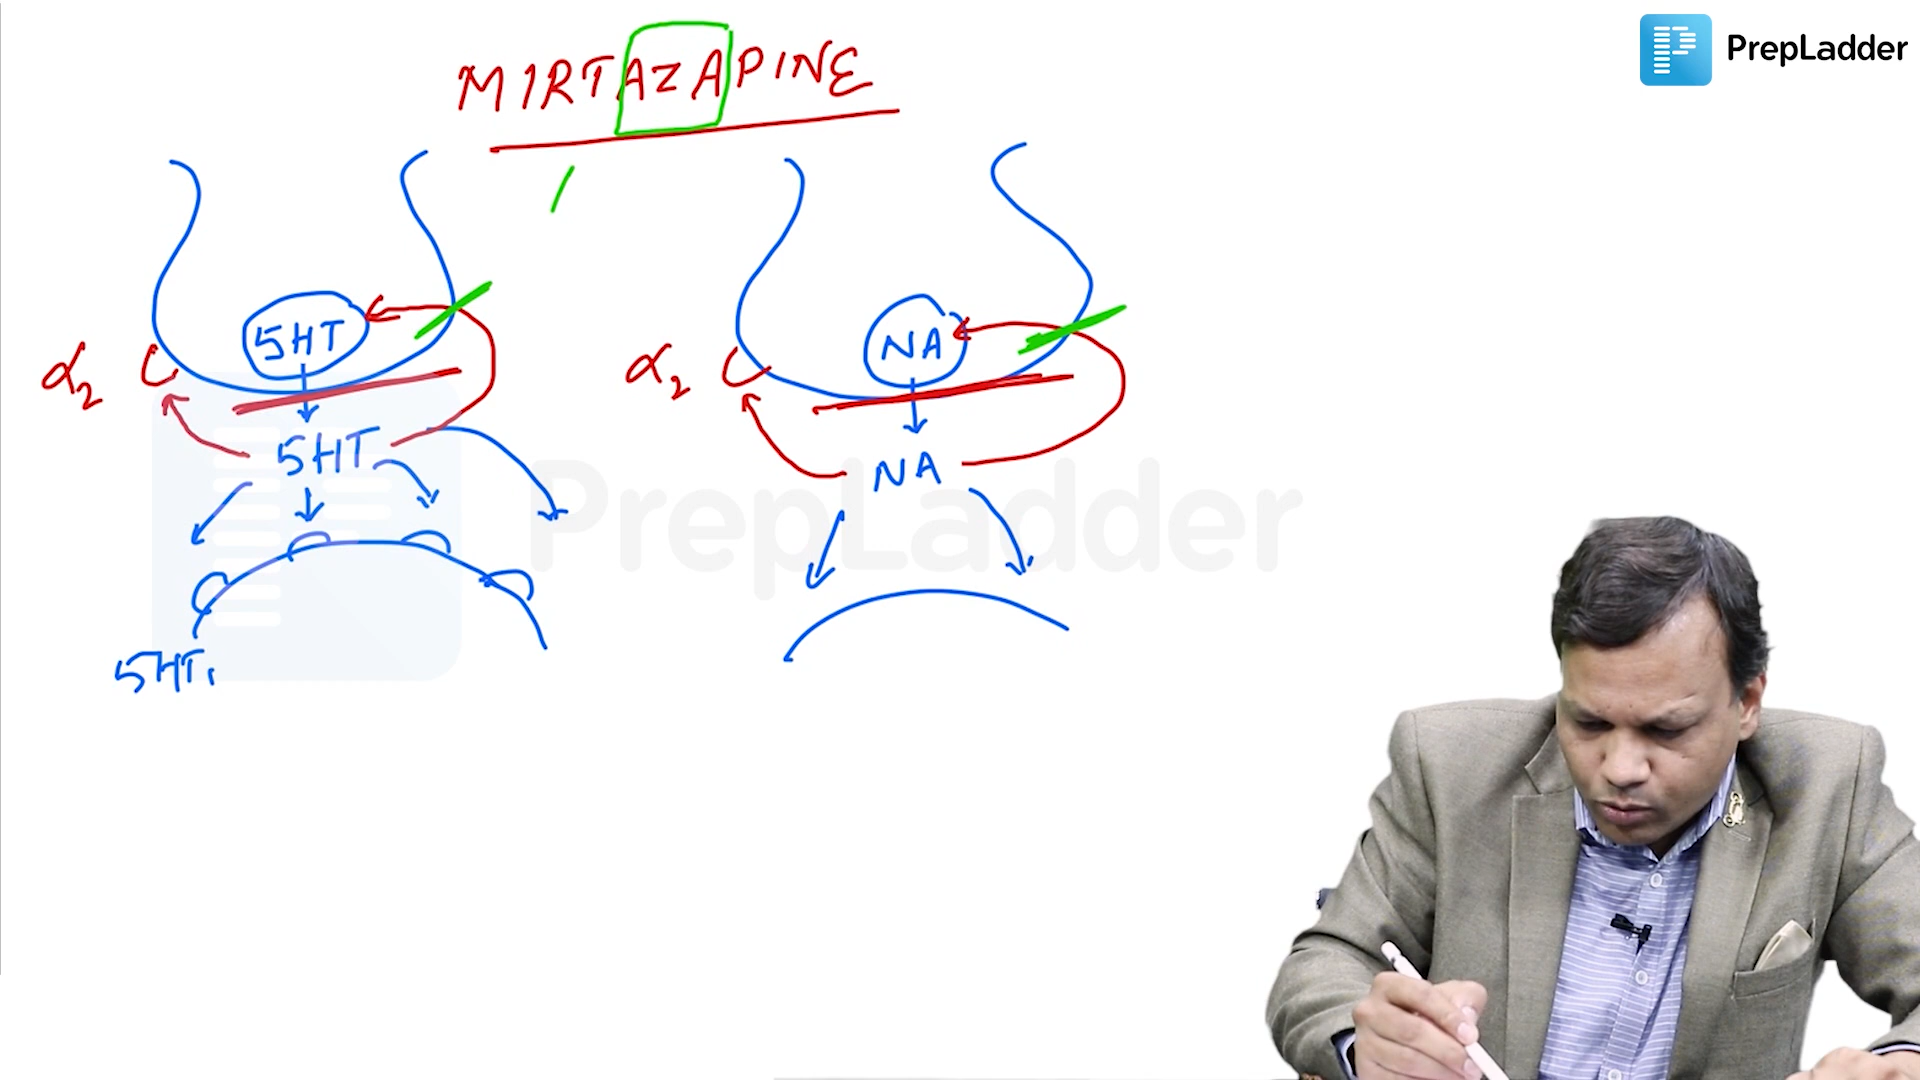 PrepLadder
MIRTAZAPINE
5HT
NA
α2
α2
5HT
NA
PrepLadder
5HT1